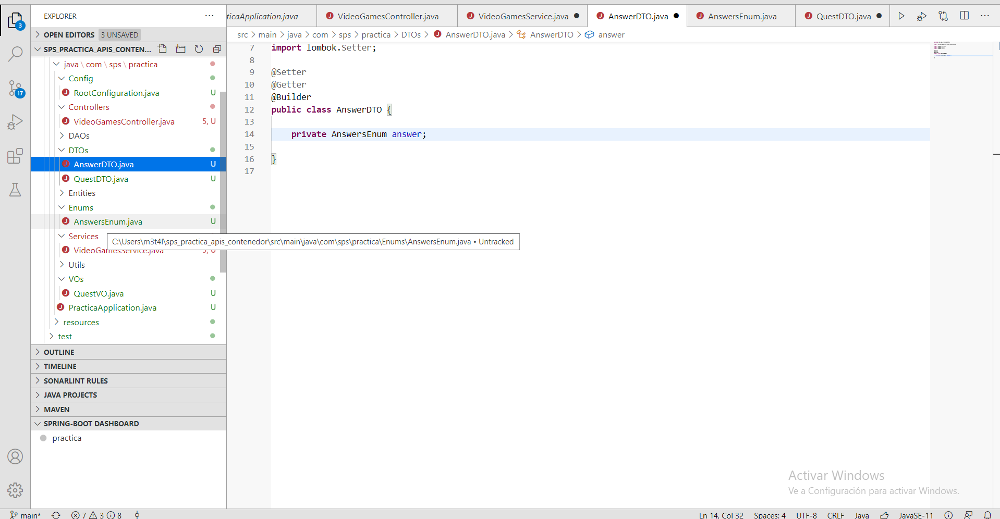 EXPLORER
3
OPEN EDITORS 3 UNSAVED
SPS_PRACTICA_APIS_CONTEN...
java \ com \ sps \ practica
Config
RootConfiguration.java U
Controllers
VideoGamesController.java 5, U
DAOs
DTOs
AnswerDTO.java U
QuestDTO.java U
Entities
Enums
AnswersEnum.java U
Services
VideoGamesService.java
Utils
VOs
QuestVO.java U
PracticaApplication.java U
resources
test
17
OUTLINE
TIMELINE
SONARLINT RULES
JAVA PROJECTS
MAVEN
SPRING-BOOT DASHBOARD
practica
ticaApplication.java
VideoGamesController.java
VideoGamesService.java
AnswerDTO.java
AnswersEnum.java
QuestDTO.java
src > main > java > com > sps > practica > DTOs > AnswerDTO.java > AnswerDTO > answer
7 import lombok.Setter;
8
9 @Setter
10 @Getter
11 @Builder
12 public class AnswerDTO {
13
14 private AnswersEnum answer;
15
16 }
17
C:\Users\m3t4l\sps_practica_apis_contenedor\src\main\java\com\sps\practica\Enums\AnswersEnum.java • Untracked
Activar Windows
Ve a Configuración para activar Windows.
main* 7 3 8
Ln 14, Col 32 Spaces: 4 UTF-8 CRLF Java JavaSE-11